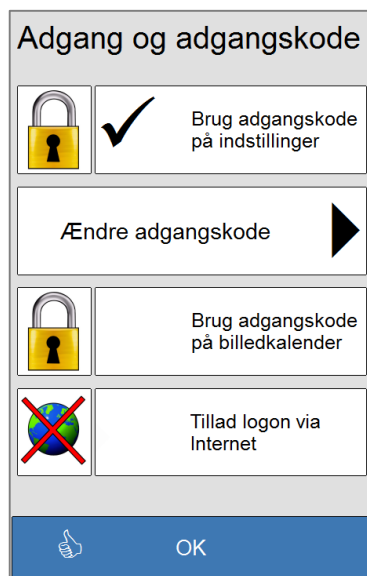 Adgang og adgangskode
Brug adgangskode
på indstillinger
Ændre adgangskode
Brug adgangskode
på billedkalender
Tillad logon via
Internet
OK